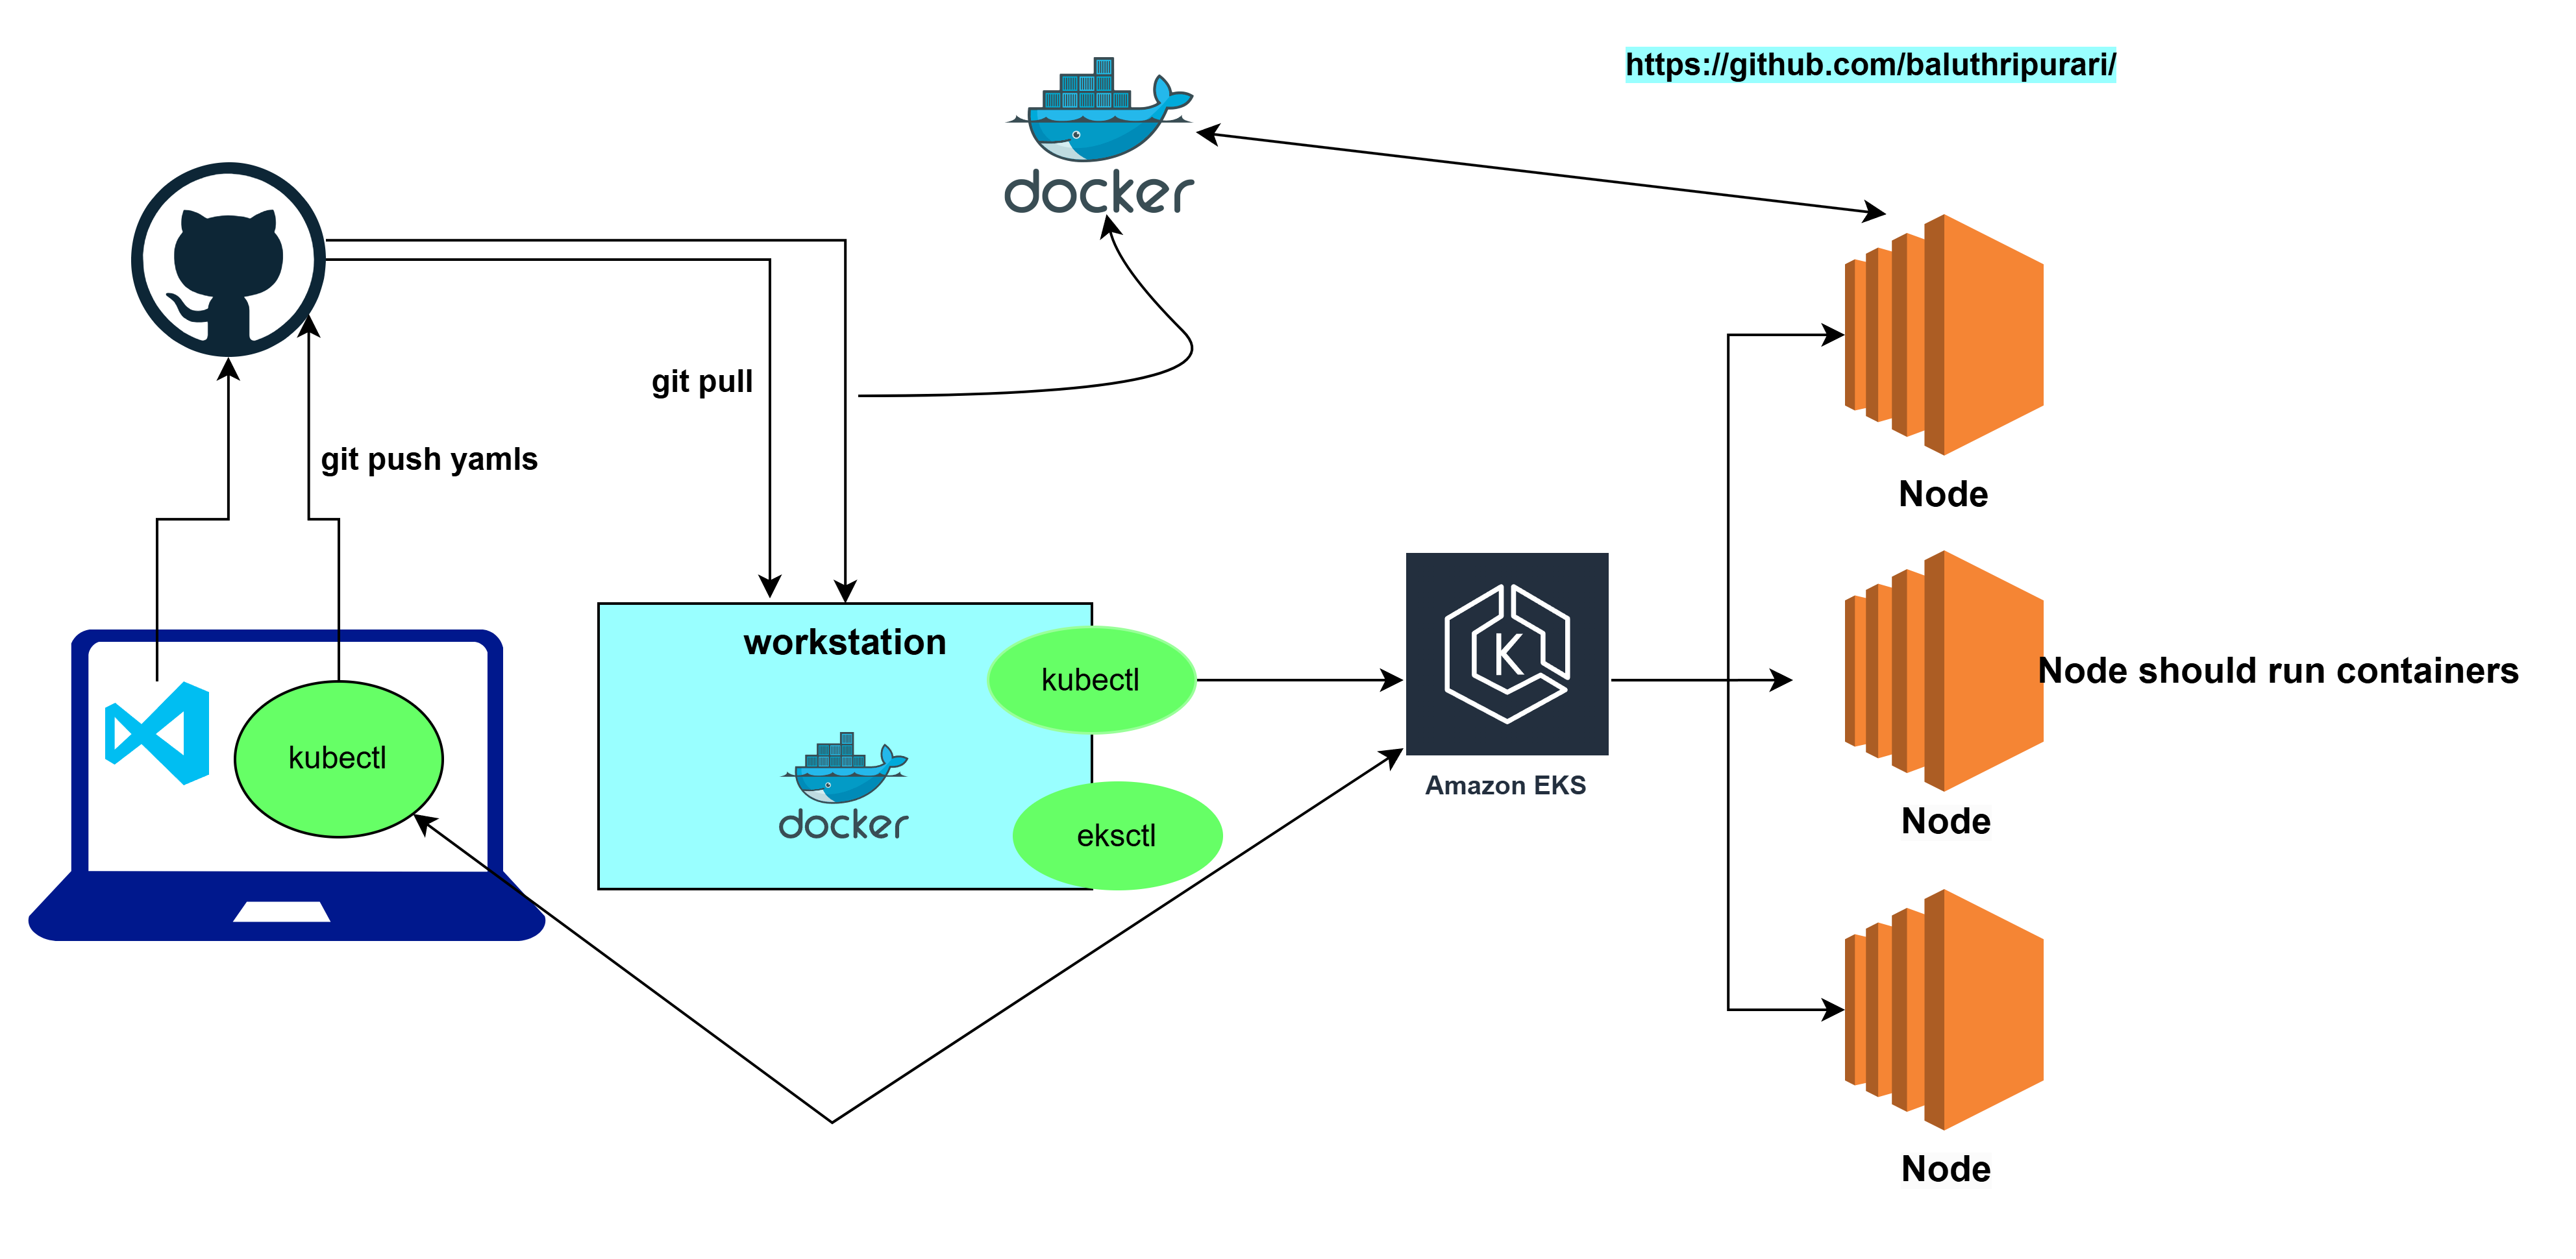 https://github.com/baluthripurari/
docker
git pull
git push yamls
Node
workstation
kubectl
K
Node should run containers
kubectl
Amazon EKS
docker
eksctl
Node
Node